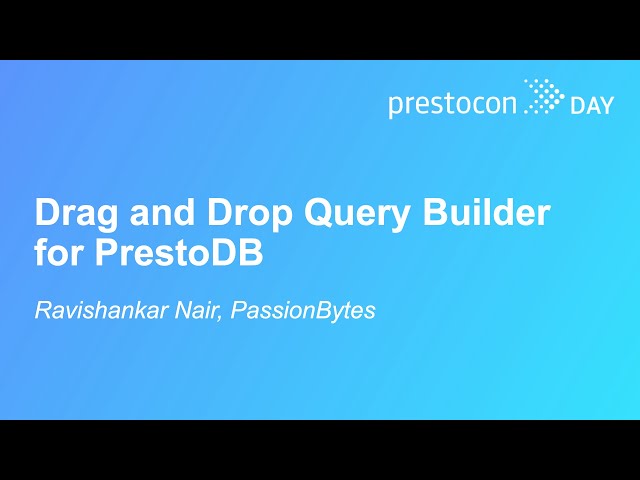 prestocon DAY
Drag and Drop Query Builder
for PrestoDB
Ravishankar Nair, PassionBytes